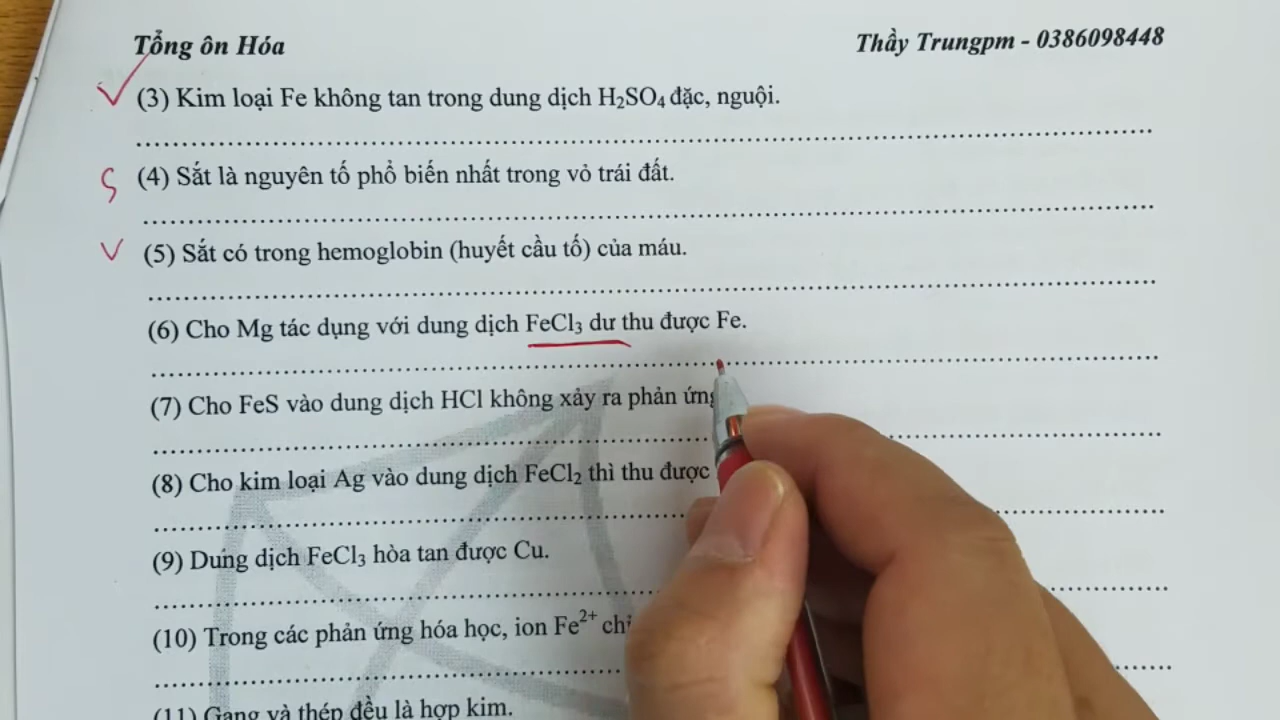 Tổng ôn Hóa
Thầy Trungpm - 0386098448
(3) Kim loại Fe không tan trong dung dịch H₂SO₄ đặc, nguội.
(4) Sắt là nguyên tố phổ biến nhất trong vỏ trái đất.
(5) Sắt có trong hemoglobin (huyết cầu tố) của máu.
(6) Cho Mg tác dụng với dung dịch FeCl₃ dư thu được Fe.
(7) Cho FeS vào dung dịch HCl không xảy ra phản ứng
(8) Cho kim loại Ag vào dung dịch FeCl₂ thì thu được
(9) Dung dịch FeCl₃ hòa tan được Cu.
(10) Trong các phản ứng hóa học, ion Fe²⁺
(11) Gang và thép đều là hợp kim.